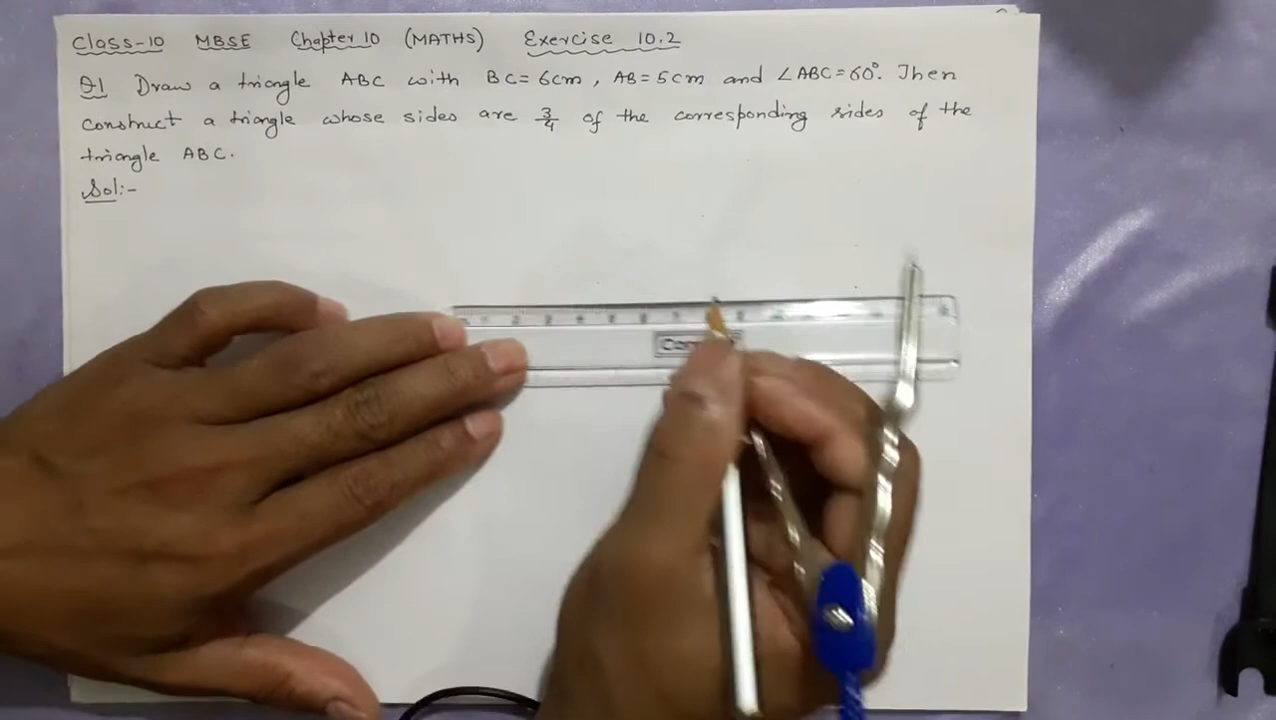 Class-10 MBSE Chapter 10 (MATHS) Exercise 10.2
Q1 Draw a triangle ABC with BC = 6cm, AB = 5cm and ∠ABC = 60°. Then
construct a triangle whose sides are 3/4 of the corresponding sides of the
triangle ABC.
Sol:-